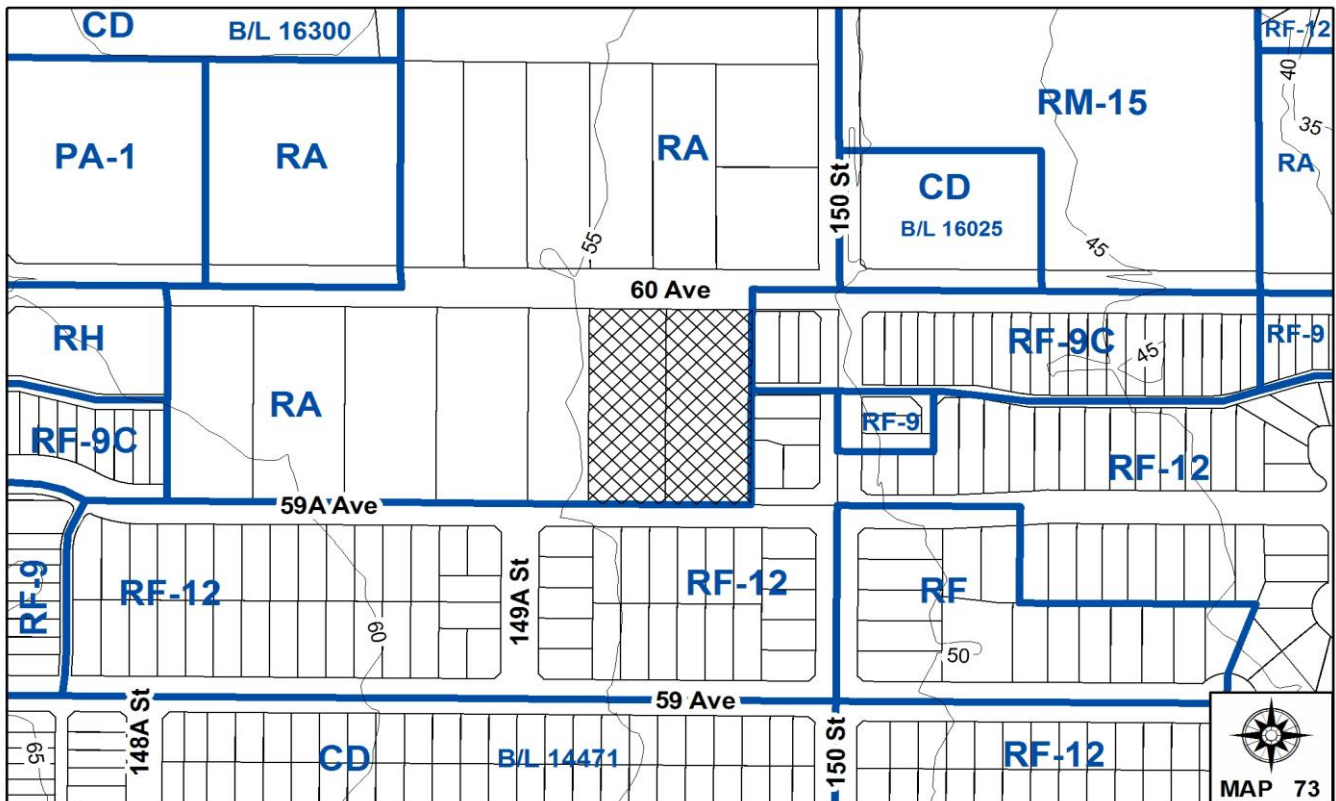 CD
B/L 16300
RF-12
40
PA-1
RA
RA
RM-15
35
RA
150 St
CD
B/L 16025
55
45
60 Ave
RH
RA
RF-9C
45
RF-9
RF-9C
RF-9
RF-12
59A Ave
RF-9
RF-12
149A St
RF-12
RF
60
50
59 Ave
65
148A St
CD
B/L 14471
150 St
RF-12
MAP 73